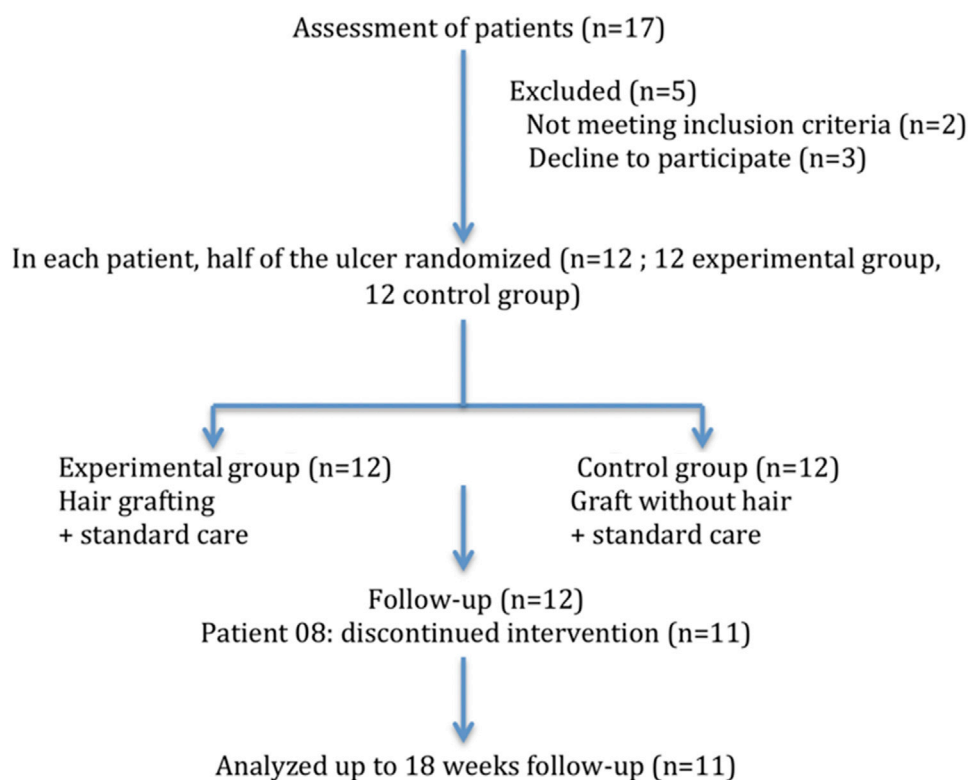 Assessment of patients (n=17)
Excluded (n=5)
Not meeting inclusion criteria (n=2)
Decline to participate (n=3)
In each patient, half of the ulcer randomized (n=12 ; 12 experimental group,
12 control group)
Experimental group (n=12)
Hair grafting
+ standard care
Control group (n=12)
Graft without hair
+ standard care
Follow-up (n=12)
Patient 08: discontinued intervention (n=11)
Analyzed up to 18 weeks follow-up (n=11)